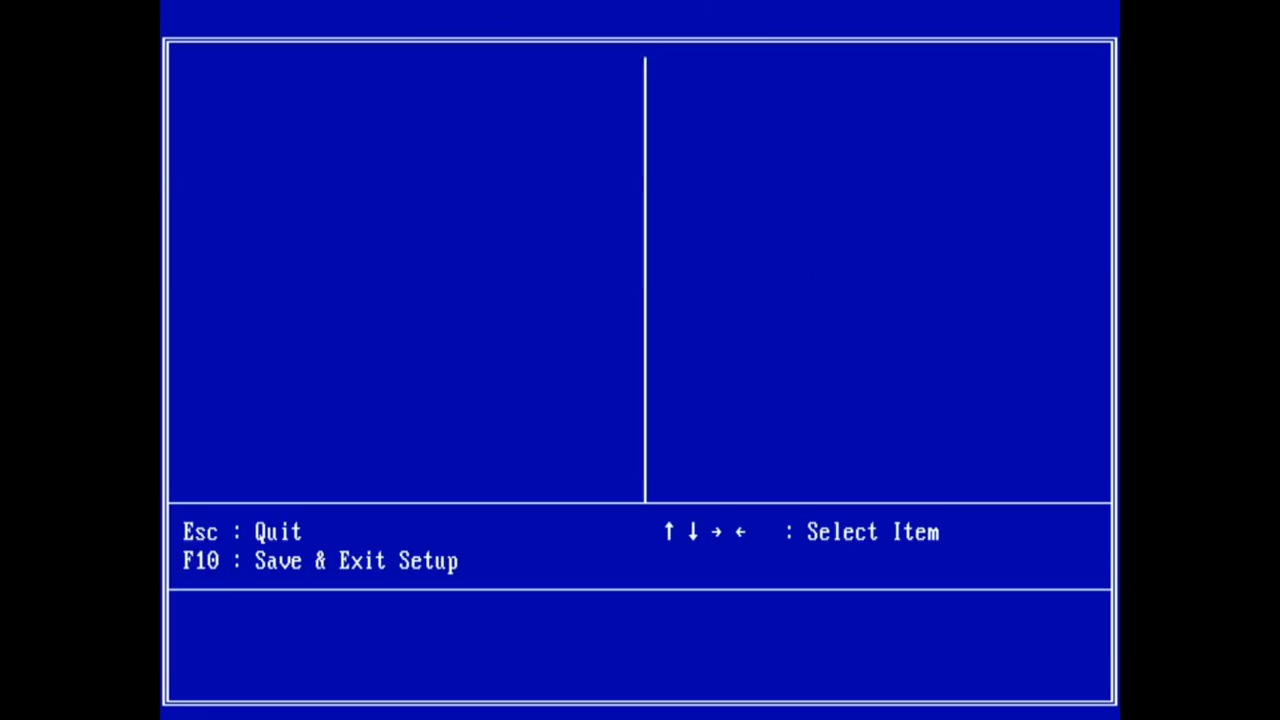 Esc : Quit ↑ ↓ → ← : Select Item
F10 : Save & Exit Setup